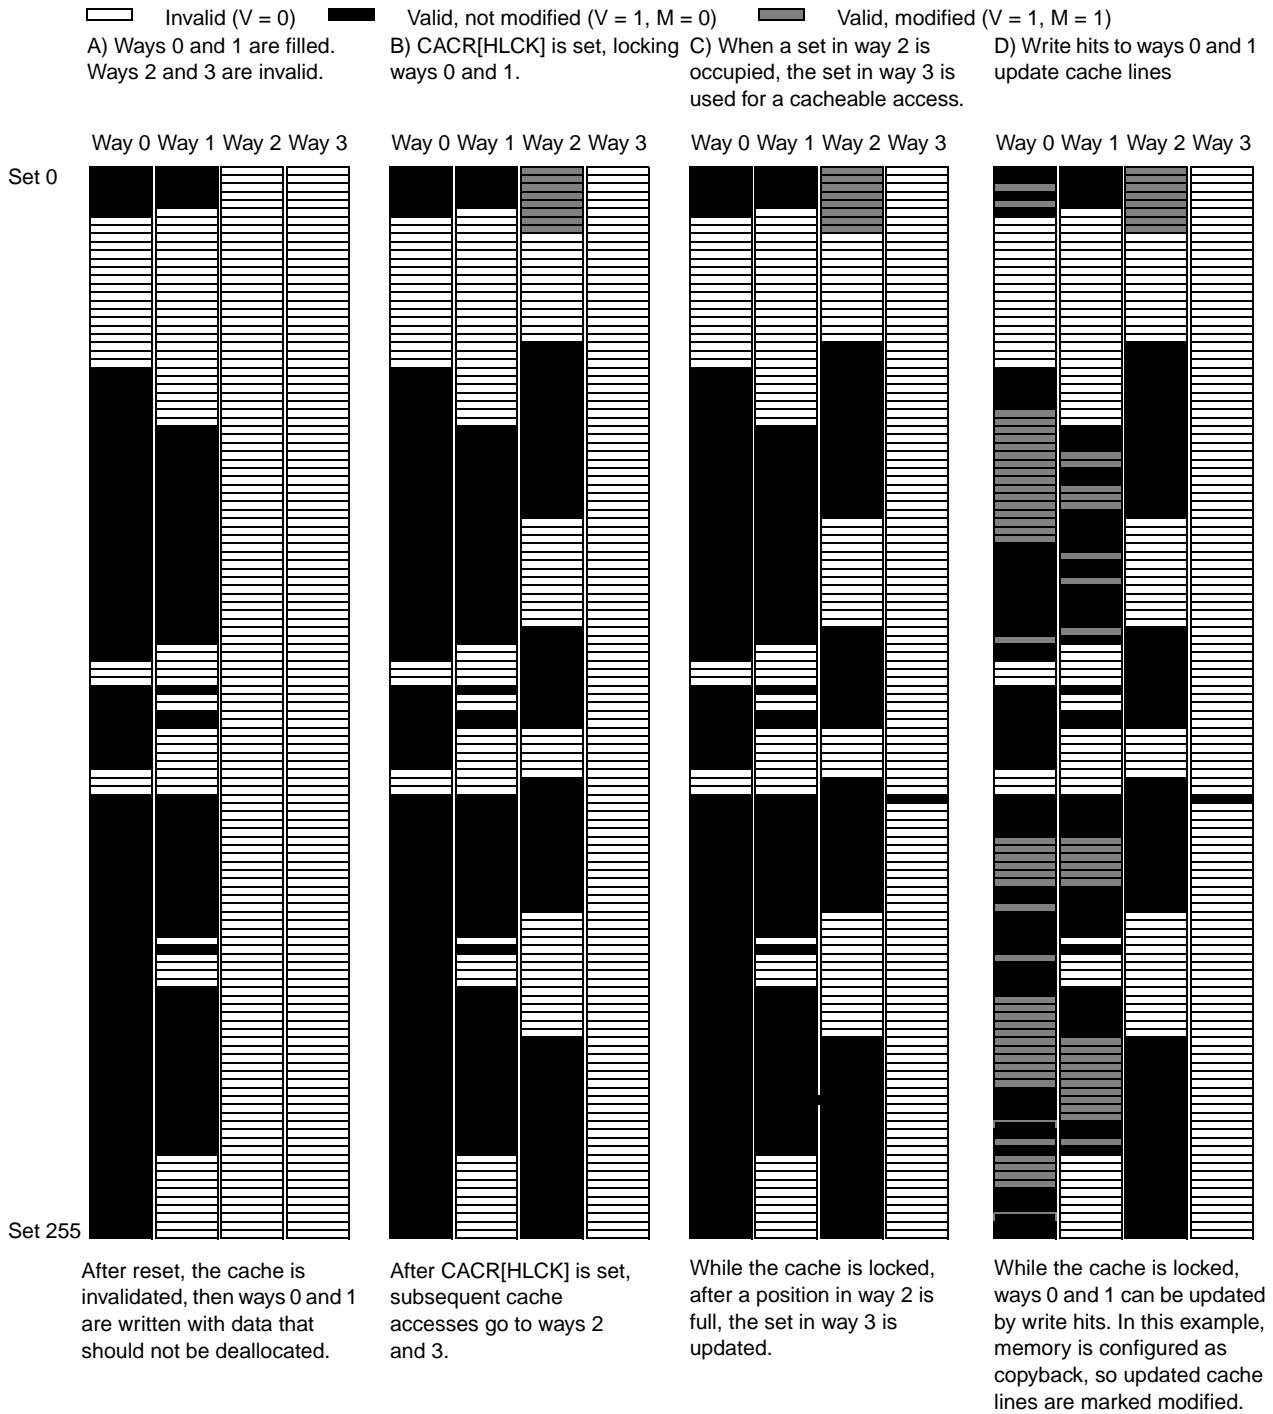 Invalid (V = 0) Valid, not modified (V = 1, M = 0) Valid, modified (V = 1, M = 1)
A) Ways 0 and 1 are filled.
Ways 2 and 3 are invalid.
B) CACR[HLCK] is set, locking
ways 0 and 1.
C) When a set in way 2 is
occupied, the set in way 3 is
used for a cacheable access.
D) Write hits to ways 0 and 1
update cache lines
Way 0 Way 1 Way 2 Way 3
Way 0 Way 1 Way 2 Way 3
Way 0 Way 1 Way 2 Way 3
Way 0 Way 1 Way 2 Way 3
Set 0
Set 255
After reset, the cache is
invalidated, then ways 0 and 1
are written with data that
should not be deallocated.
After CACR[HLCK] is set,
subsequent cache
accesses go to ways 2
and 3.
While the cache is locked,
after a position in way 2 is
full, the set in way 3 is
updated.
While the cache is locked,
ways 0 and 1 can be updated
by write hits. In this example,
memory is configured as
copyback, so updated cache
lines are marked modified.